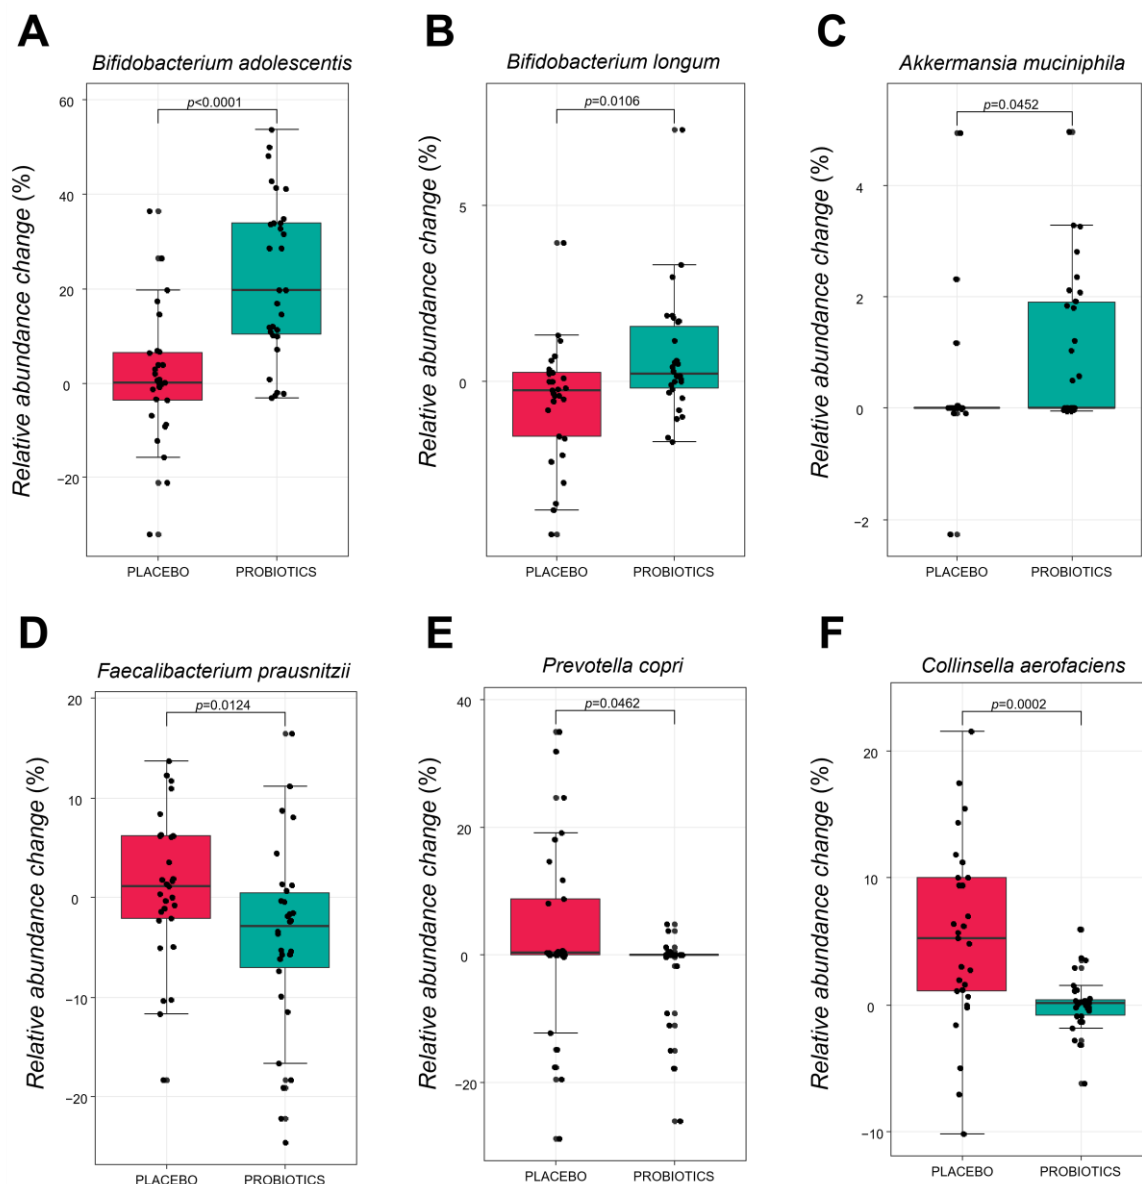 A
Bifidobacterium adolescentis
p<0.0001
Relative abundance change (%)
60
40
20
0
−20
PLACEBO
PROBIOTICS
B
Bifidobacterium longum
p=0.0106
Relative abundance change (%)
5
0
PLACEBO
PROBIOTICS
C
Akkermansia muciniphila
p=0.0452
Relative abundance change (%)
4
2
0
−2
PLACEBO
PROBIOTICS
D
Faecalibacterium prausnitzii
p=0.0124
Relative abundance change (%)
20
10
0
−10
−20
PLACEBO
PROBIOTICS
E
Prevotella copri
p=0.0462
Relative abundance change (%)
40
20
0
−20
PLACEBO
PROBIOTICS
F
Collinsella aerofaciens
p=0.0002
Relative abundance change (%)
20
10
0
−10
PLACEBO
PROBIOTICS